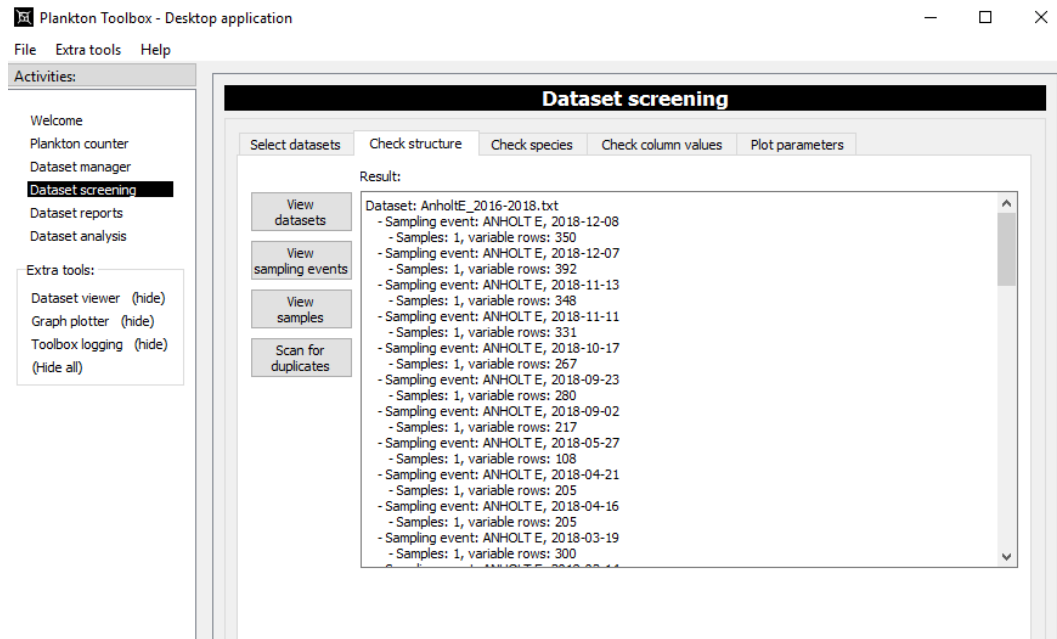 Plankton Toolbox - Desktop application
File Extra tools Help
Activities:
Welcome
Plankton counter
Dataset manager
Dataset screening
Dataset reports
Dataset analysis
Extra tools:
Dataset viewer (hide)
Graph plotter (hide)
Toolbox logging (hide)
(Hide all)
Dataset screening
Select datasets Check structure Check species Check column values Plot parameters
View
datasets
View
sampling events
View
samples
Scan for
duplicates
Result:
Dataset: AnholtE_2016-2018.txt
- Sampling event: ANHOLT E, 2018-12-08
- Samples: 1, variable rows: 350
- Sampling event: ANHOLT E, 2018-12-07
- Samples: 1, variable rows: 392
- Sampling event: ANHOLT E, 2018-11-13
- Samples: 1, variable rows: 348
- Sampling event: ANHOLT E, 2018-11-11
- Samples: 1, variable rows: 331
- Sampling event: ANHOLT E, 2018-10-17
- Samples: 1, variable rows: 267
- Sampling event: ANHOLT E, 2018-09-23
- Samples: 1, variable rows: 280
- Sampling event: ANHOLT E, 2018-09-02
- Samples: 1, variable rows: 217
- Sampling event: ANHOLT E, 2018-05-27
- Samples: 1, variable rows: 108
- Sampling event: ANHOLT E, 2018-04-21
- Samples: 1, variable rows: 205
- Sampling event: ANHOLT E, 2018-04-16
- Samples: 1, variable rows: 205
- Sampling event: ANHOLT E, 2018-03-19
- Samples: 1, variable rows: 300